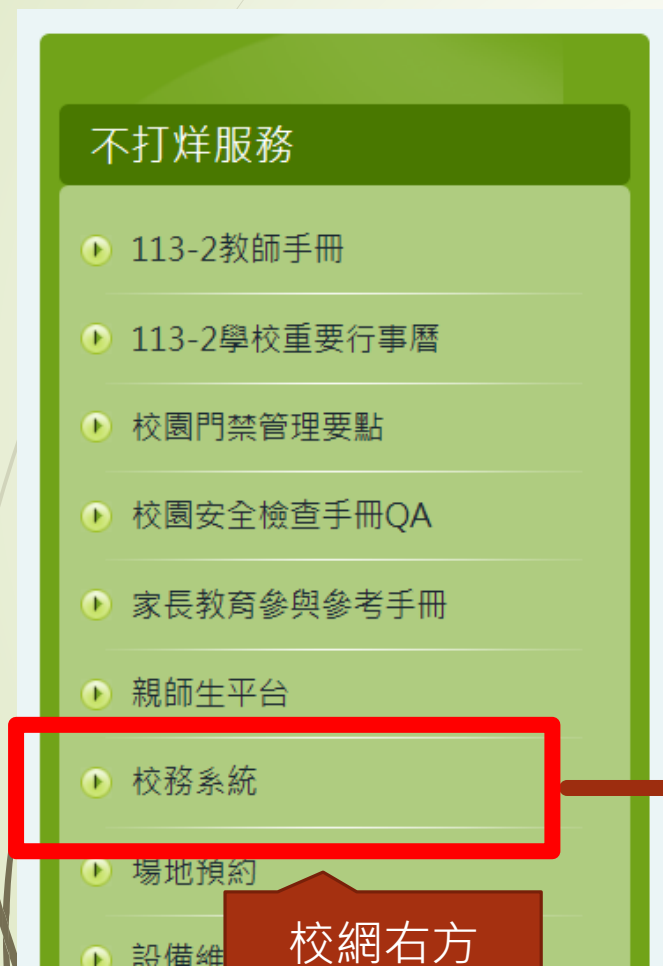 不打烊服務
113-2教師手冊
113-2學校重要行事曆
校園門禁管理要點
校園安全檢查手冊QA
家長教育參與參考手冊
親師生平台
校務系統
場地預約
設備維
校網右方